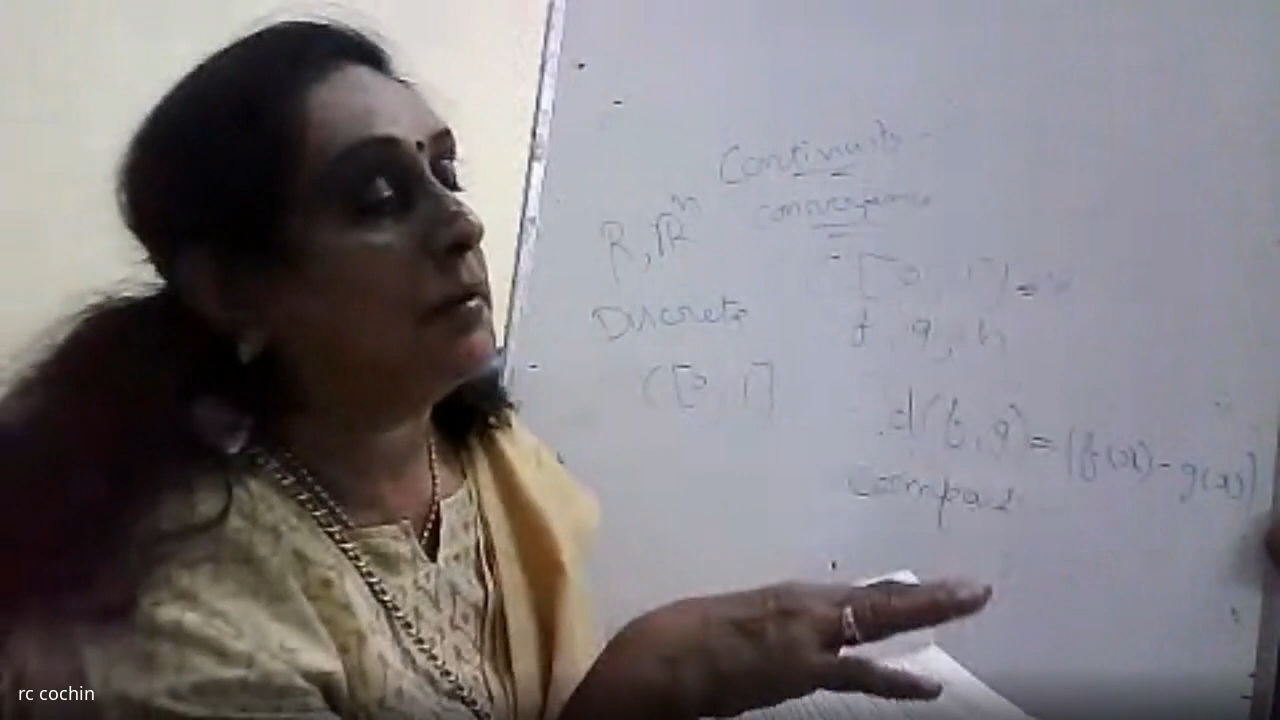 Continuity -
convergence
R, R^n
[0, 1] =
Discrete
f, g, h
C[0, 1]
d(f, g) = |f(x) - g(x)|
compact
rc cochin